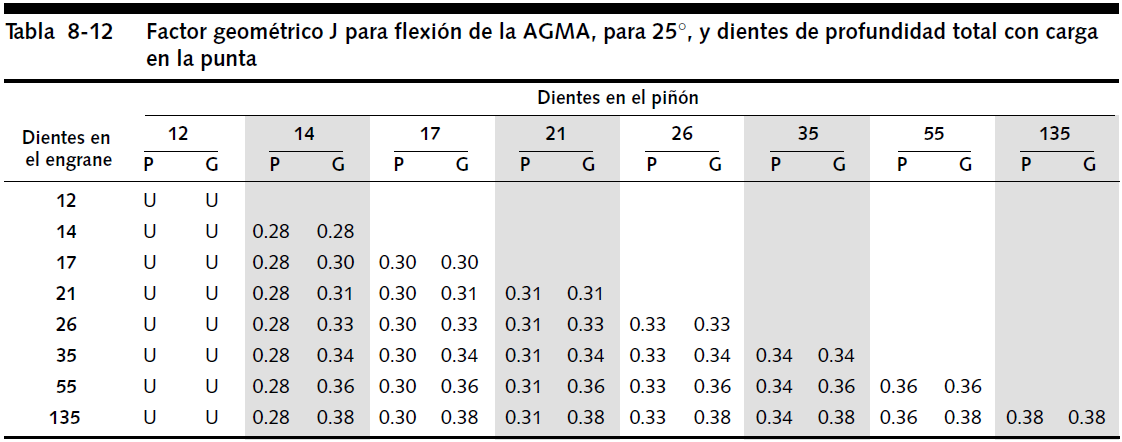 Tabla 8-12 Factor geométrico J para flexión de la AGMA, para 25°, y dientes de profundidad total con carga
en la punta
Dientes en el piñón
Dientes en
el engrane
12 14 17 21 26 35 55 135
P G P G P G P G P G P G P G P G
12 U U
14 U U 0.28 0.28
17 U U 0.28 0.30 0.30 0.30
21 U U 0.28 0.31 0.30 0.31 0.31 0.31
26 U U 0.28 0.33 0.30 0.33 0.31 0.33 0.33 0.33
35 U U 0.28 0.34 0.30 0.34 0.31 0.34 0.33 0.34 0.34 0.34
55 U U 0.28 0.36 0.30 0.36 0.31 0.36 0.33 0.36 0.34 0.36 0.36 0.36
135 U U 0.28 0.38 0.30 0.38 0.31 0.38 0.33 0.38 0.34 0.38 0.36 0.38 0.38 0.38